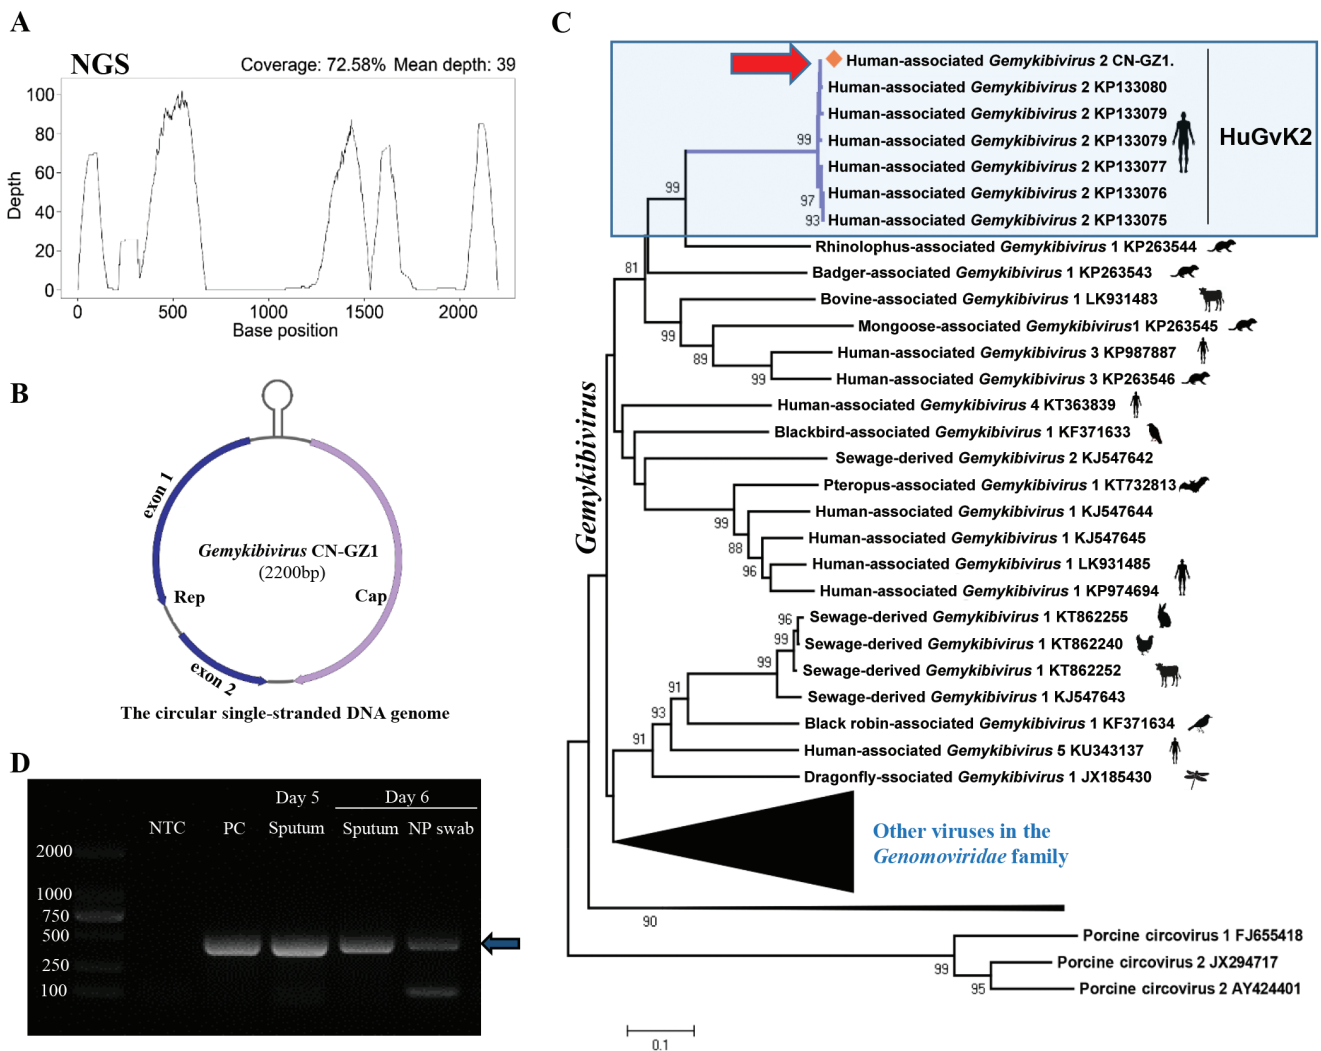 A
NGS
Coverage: 72.58% Mean depth: 39
Depth
100
80
60
40
20
0
0
500
1000
1500
2000
Base position
B
exon 1
Gemykibivirus CN-GZ1
(2200bp)
Rep
Cap
exon 2
The circular single-stranded DNA genome
C
Human-associated Gemykibivirus 2 CN-GZ1.
Human-associated Gemykibivirus 2 KP133080
Human-associated Gemykibivirus 2 KP133079
Human-associated Gemykibivirus 2 KP133079
Human-associated Gemykibivirus 2 KP133077
Human-associated Gemykibivirus 2 KP133076
Human-associated Gemykibivirus 2 KP133075
HuGvK2
Rhinolophus-associated Gemykibivirus 1 KP263544
Badger-associated Gemykibivirus 1 KP263543
Bovine-associated Gemykibivirus 1 LK931483
Mongoose-associated Gemykibivirus1 KP263545
Human-associated Gemykibivirus 3 KP987887
Human-associated Gemykibivirus 3 KP263546
Human-associated Gemykibivirus 4 KT363839
Blackbird-associated Gemykibivirus 1 KF371633
Sewage-derived Gemykibivirus 2 KJ547642
Pteropus-associated Gemykibivirus 1 KT732813
Human-associated Gemykibivirus 1 KJ547644
Human-associated Gemykibivirus 1 KJ547645
Human-associated Gemykibivirus 1 LK931485
Human-associated Gemykibivirus 1 KP974694
Sewage-derived Gemykibivirus 1 KT862255
Sewage-derived Gemykibivirus 1 KT862240
Sewage-derived Gemykibivirus 1 KT862252
Sewage-derived Gemykibivirus 1 KJ547643
Black robin-associated Gemykibivirus 1 KF371634
Human-associated Gemykibivirus 5 KU343137
Dragonfly-ssociated Gemykibivirus 1 JX185430
Other viruses in the
Genomoviridae family
Porcine circovirus 1 FJ655418
Porcine circovirus 2 JX294717
Porcine circovirus 2 AY424401
Gemykibivirus
99
97
93
99
81
99
89
99
99
88
96
96
99
99
91
93
91
90
99
95
0.1
D
Day 5
Day 6
NTC
PC
Sputum
Sputum
NP swab
2000
1000
750
500
250
100